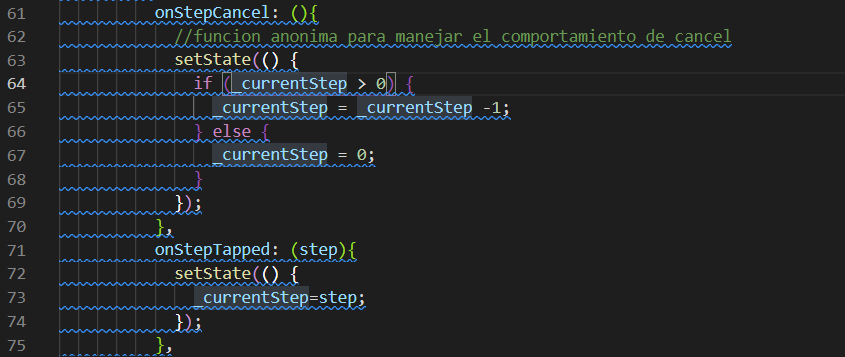 61 onStepCancel: (){
62 //funcion anonima para manejar el comportamiento de cancel
63 setState(() {
64 if (_currentStep > 0) {
65 _currentStep = _currentStep -1;
66 } else {
67 _currentStep = 0;
68 }
69 });
70 },
71 onStepTapped: (step){
72 setState(() {
73 _currentStep=step;
74 });
75 },